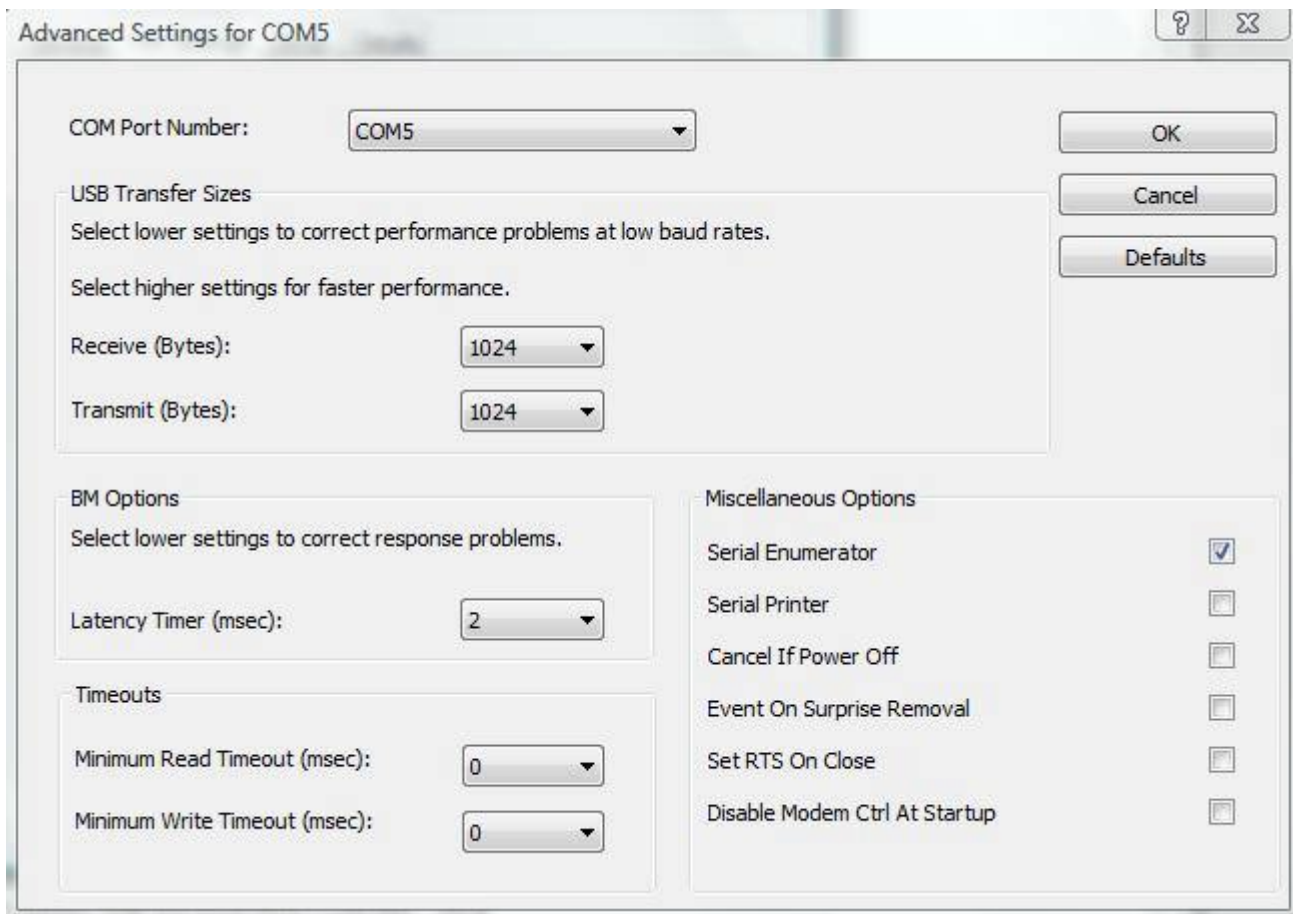 Advanced Settings for COM5
COM Port Number: COM5
OK
USB Transfer Sizes
Cancel
Select lower settings to correct performance problems at low baud rates.
Defaults
Select higher settings for faster performance.
Receive (Bytes): 1024
Transmit (Bytes): 1024
BM Options
Select lower settings to correct response problems.
Latency Timer (msec): 2
Timeouts
Minimum Read Timeout (msec): 0
Minimum Write Timeout (msec): 0
Miscellaneous Options
Serial Enumerator
Serial Printer
Cancel If Power Off
Event On Surprise Removal
Set RTS On Close
Disable Modem Ctrl At Startup